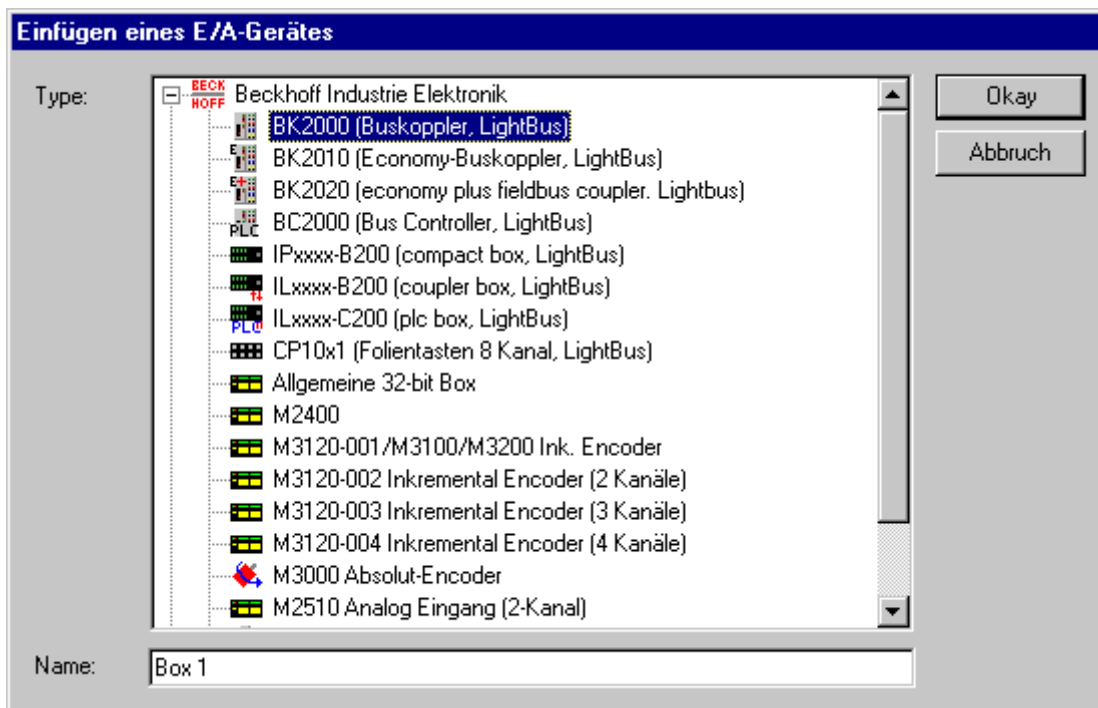 Einfügen eines E/A-Gerätes
Type:
BECK
HOFF
Beckhoff Industrie Elektronik
Okay
BK2000 (Buskoppler, LightBus)
Abbruch
E
BK2010 (Economy-Buskoppler, LightBus)
E+
BK2020 (economy plus fieldbus coupler. Lightbus)
PLC
BC2000 (Bus Controller, LightBus)
IPxxxx-B200 (compact box, LightBus)
ILxxxx-B200 (coupler box, LightBus)
PLC
ILxxxx-C200 (plc box, LightBus)
CP10x1 (Folientasten 8 Kanal, LightBus)
Allgemeine 32-bit Box
M2400
M3120-001/M3100/M3200 Ink. Encoder
M3120-002 Inkremental Encoder (2 Kanäle)
M3120-003 Inkremental Encoder (3 Kanäle)
M3120-004 Inkremental Encoder (4 Kanäle)
M3000 Absolut-Encoder
M2510 Analog Eingang (2-Kanal)
Name:
Box 1